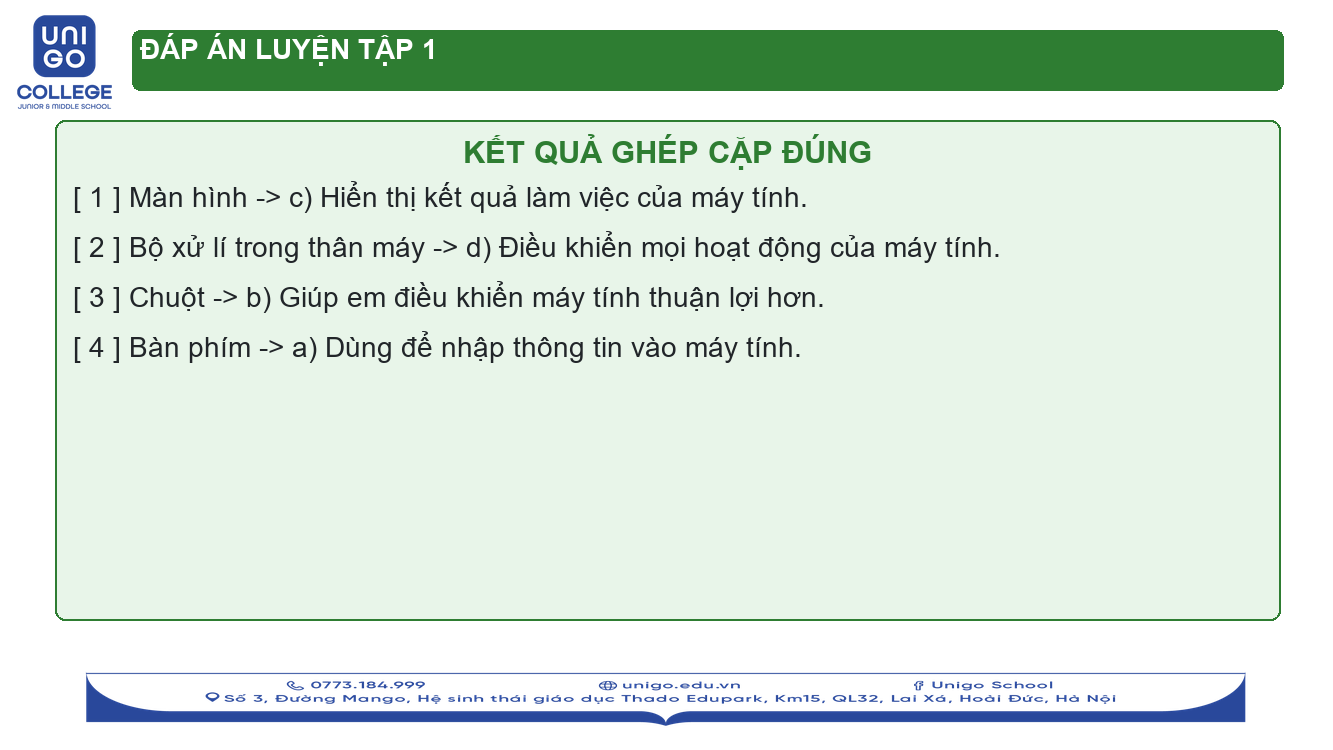 UNI
GO
COLLEGE
JUNIOR & MIDDLE SCHOOL
ĐÁP ÁN LUYỆN TẬP 1
KẾT QUẢ GHÉP CẶP ĐÚNG
[ 1 ] Màn hình -> c) Hiển thị kết quả làm việc của máy tính.
[ 2 ] Bộ xử lí trong thân máy -> d) Điều khiển mọi hoạt động của máy tính.
[ 3 ] Chuột -> b) Giúp em điều khiển máy tính thuận lợi hơn.
[ 4 ] Bàn phím -> a) Dùng để nhập thông tin vào máy tính.
0773.184.999 unigo.edu.vn Unigo School
Số 3, Đường Mango, Hệ sinh thái giáo dục Thado Edupark, Km15, QL32, Lai Xá, Hoài Đức, Hà Nội